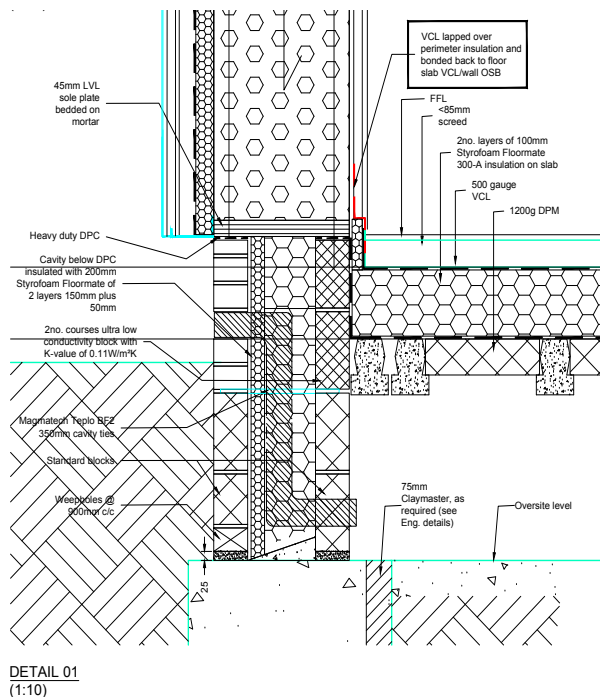 VCL lapped over
perimeter insulation and
bonded back to floor
slab VCL/wall OSB
45mm LVL
sole plate
bedded on
mortar
FFL
<85mm
screed
2no. layers of 100mm
Styrofoam Floormate
300-A insulation on slab
500 gauge
VCL
1200g DPM
Heavy duty DPC
Cavity below DPC
insulated with 200mm
Styrofoam Floormate of
2 layers 150mm plus
50mm
2no. courses ultra low
conductivity block with
K-value of 0.11W/m²K
Magmatech Teplo BF2
350mm cavity ties
Standard blocks
Weepholes @
900mm c/c
75mm
Claymaster, as
required (see
Eng. details)
Oversite level
25
DETAIL 01
(1:10)